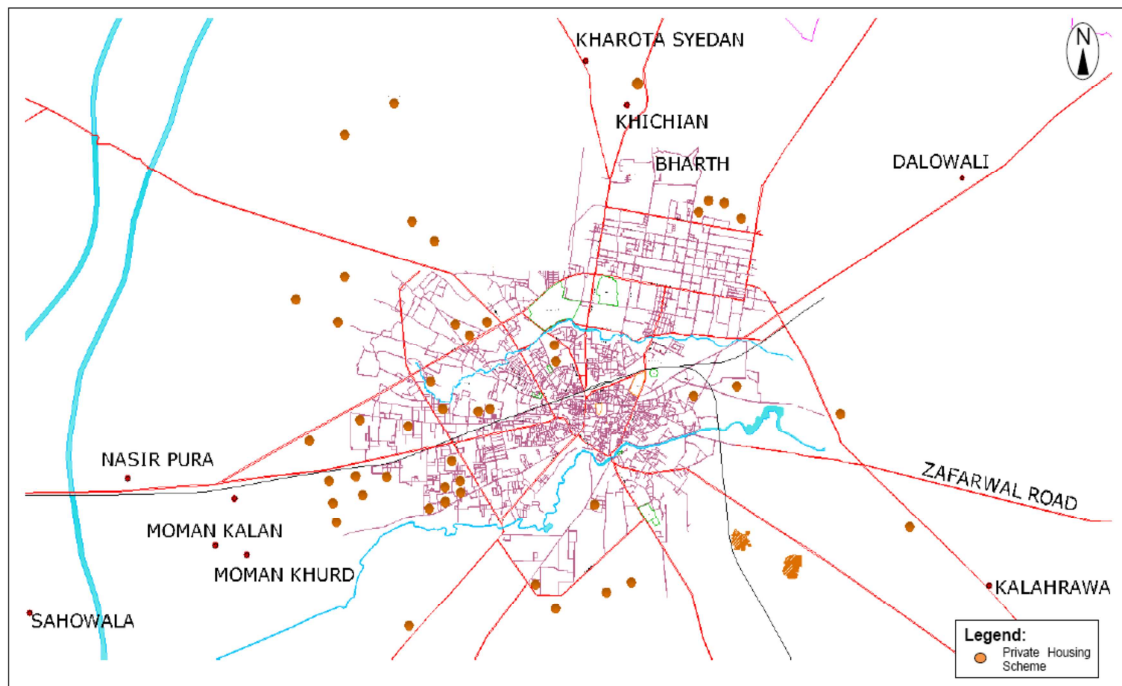 KHAROTA SYEDAN
N
KHICHIAN
BHARTH
DALOWALI
NASIR PURA
ZAFARWAL ROAD
MOMAN KALAN
MOMAN KHURD
KALAHRAWA
SAHOWALA
Legend:
Private Housing
Scheme